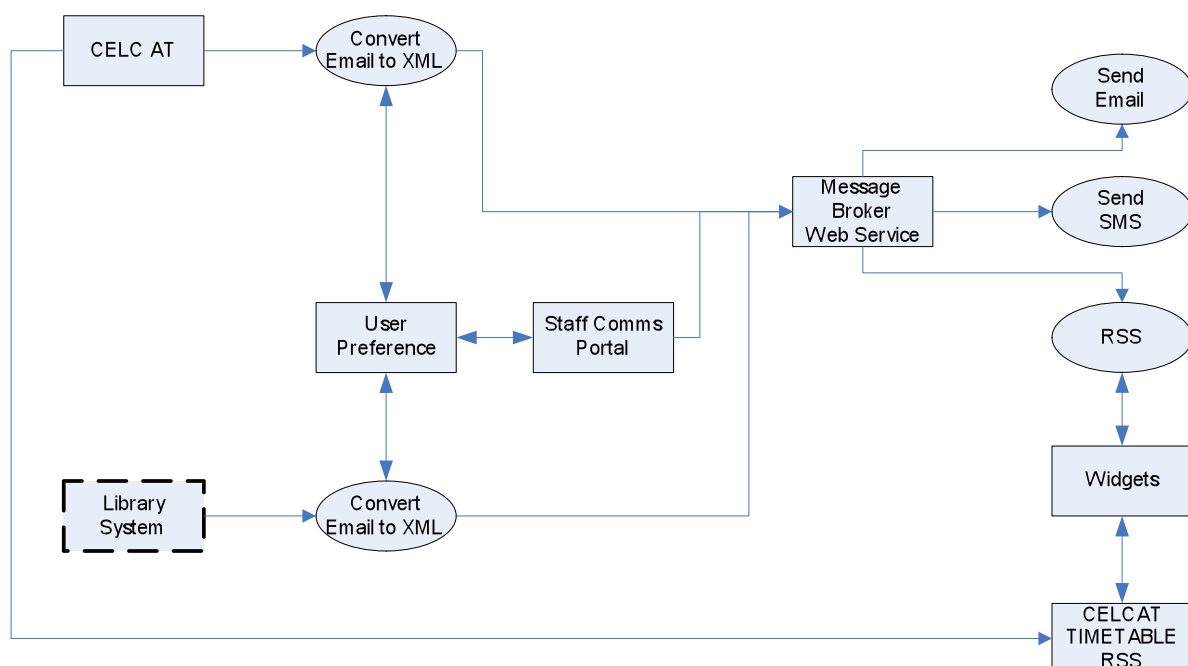 CELC AT
Convert
Email to XML
Send
Email
Message
Broker
Web Service
Send
SMS
User
Preference
Staff Comms
Portal
RSS
Widgets
Library
System
Convert
Email to XML
CELCAT
TIMETABLE
RSS